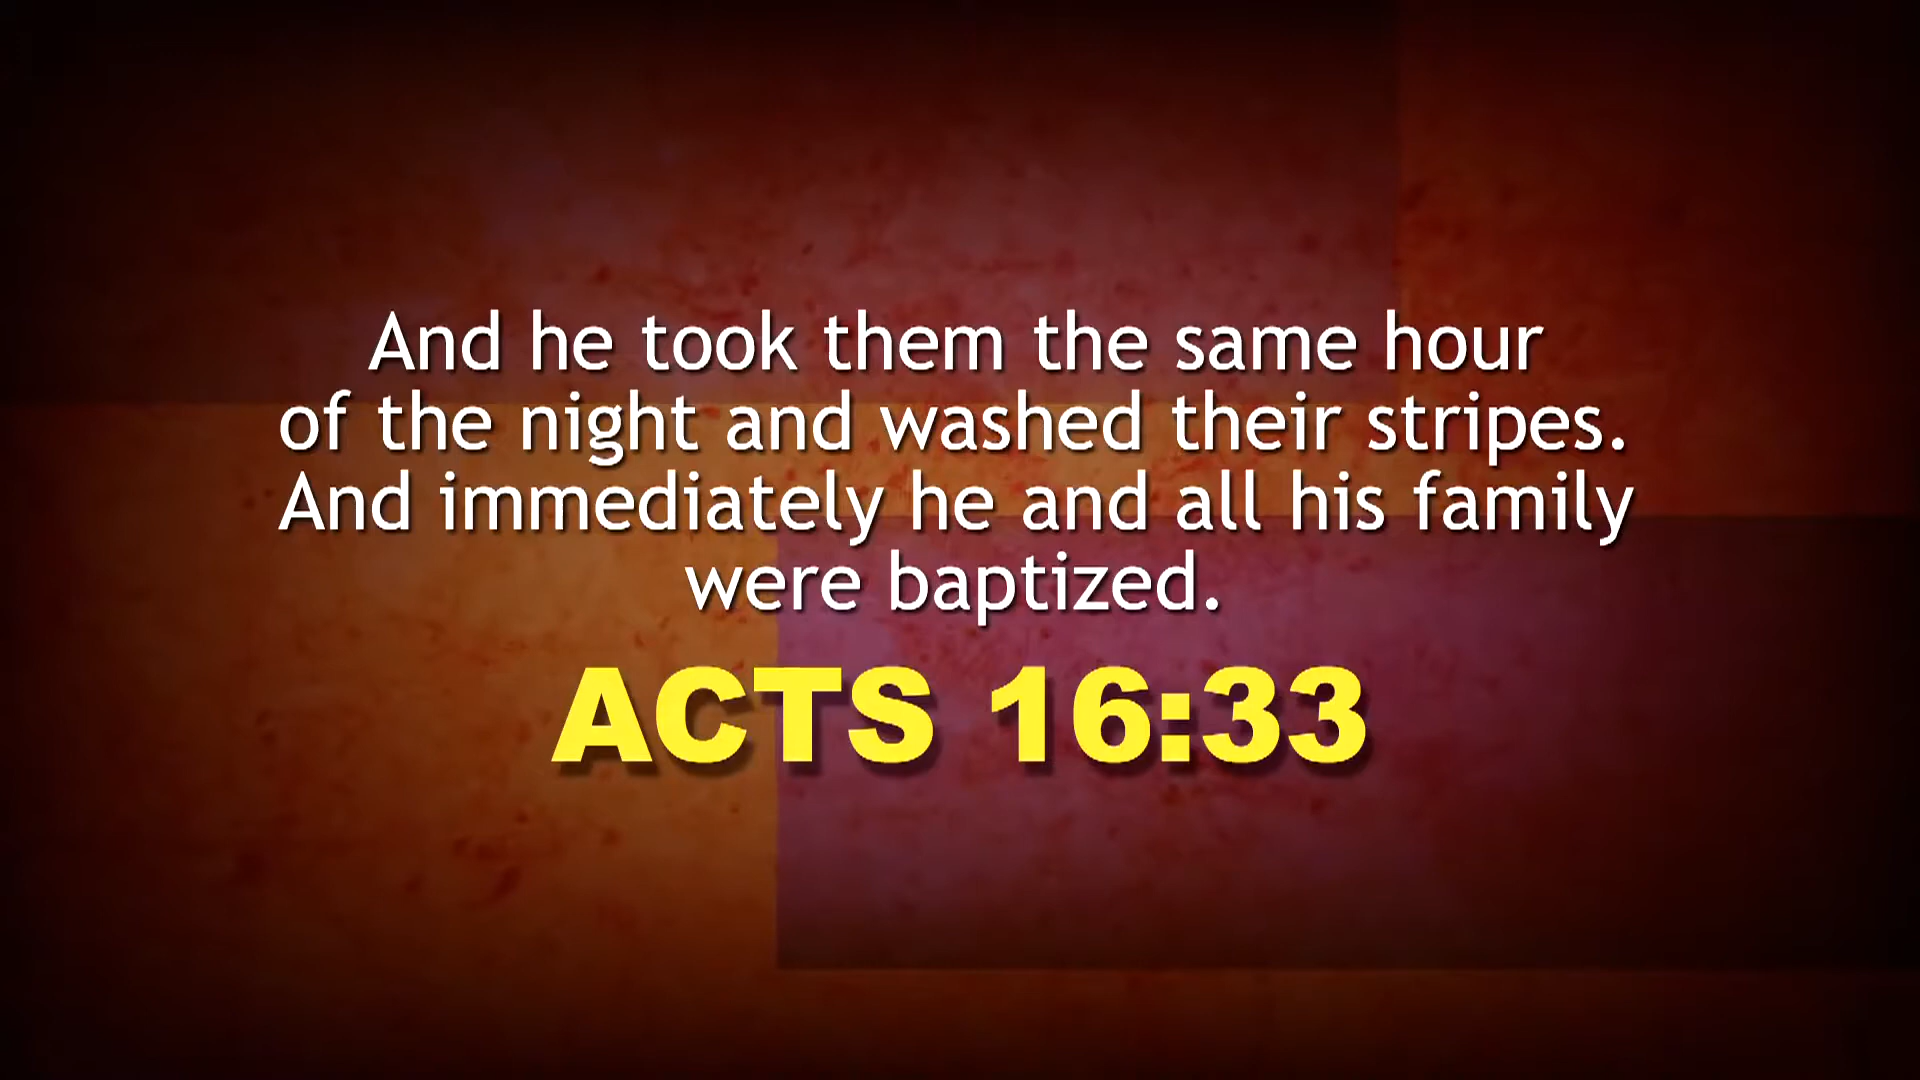 And he took them the same hour
of the night and washed their stripes.
And immediately he and all his family
were baptized.
ACTS 16:33